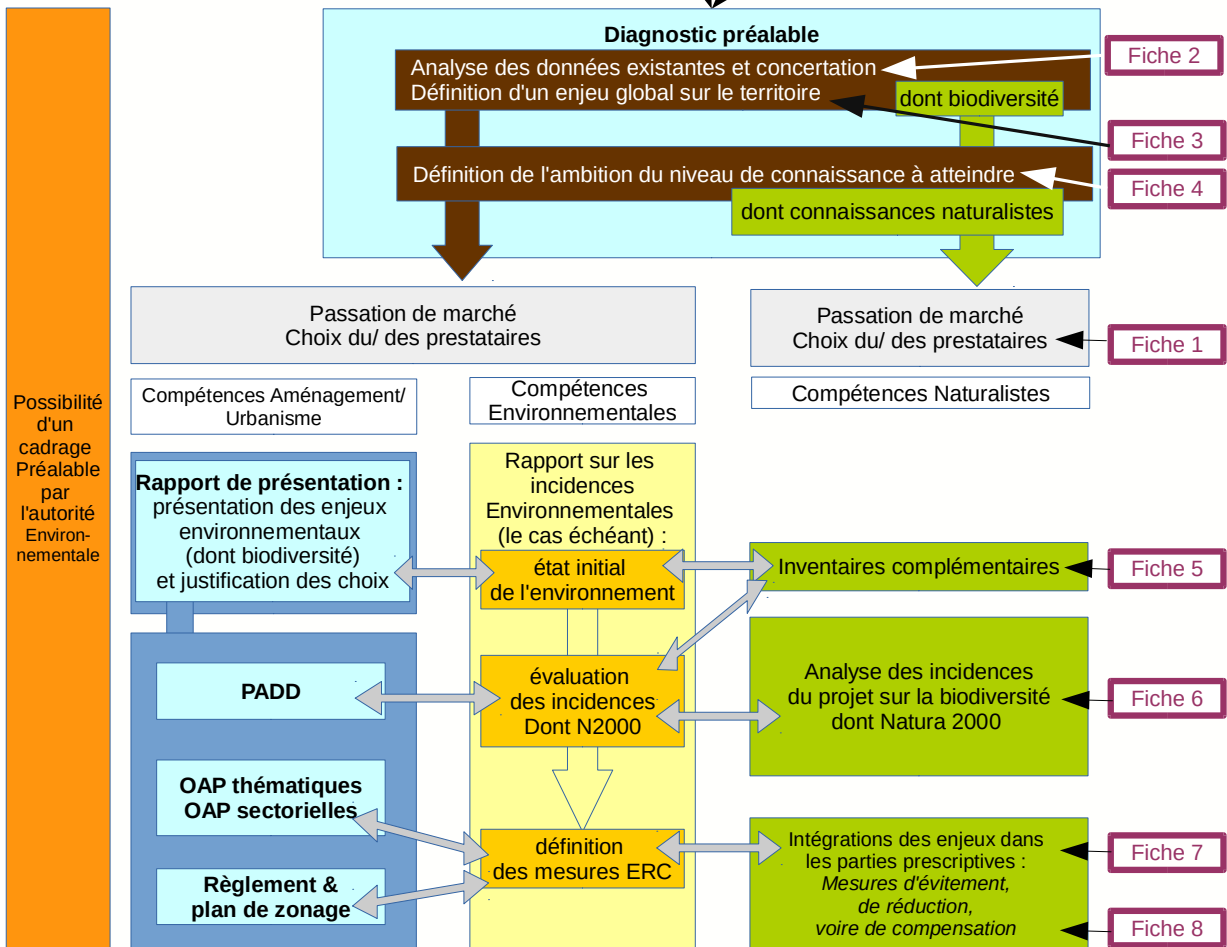 Diagnostic préalable
Analyse des données existantes et concertation
Définition d'un enjeu global sur le territoire
dont biodiversité
Fiche 2
Fiche 3
Définition de l'ambition du niveau de connaissance à atteindre
dont connaissances naturalistes
Fiche 4
Passation de marché
Choix du/ des prestataires
Passation de marché
Choix du/ des prestataires
Fiche 1
Possibilité
d'un
cadrage
Préalable
par
l'autorité
Environ-
nementale
Compétences Aménagement/
Urbanisme
Compétences
Environnementales
Compétences Naturalistes
Rapport de présentation :
présentation des enjeux
environnementaux
(dont biodiversité)
et justification des choix
Rapport sur les
incidences
Environnementales
(le cas échéant) :
état initial
de l'environnement
Inventaires complémentaires
Fiche 5
PADD
évaluation
des incidences
Dont N2000
Analyse des incidences
du projet sur la biodiversité
dont Natura 2000
Fiche 6
OAP thématiques
OAP sectorielles
Règlement &
plan de zonage
définition
des mesures ERC
Intégrations des enjeux dans
les parties prescriptives :
Mesures d'évitement,
de réduction,
voire de compensation
Fiche 7
Fiche 8